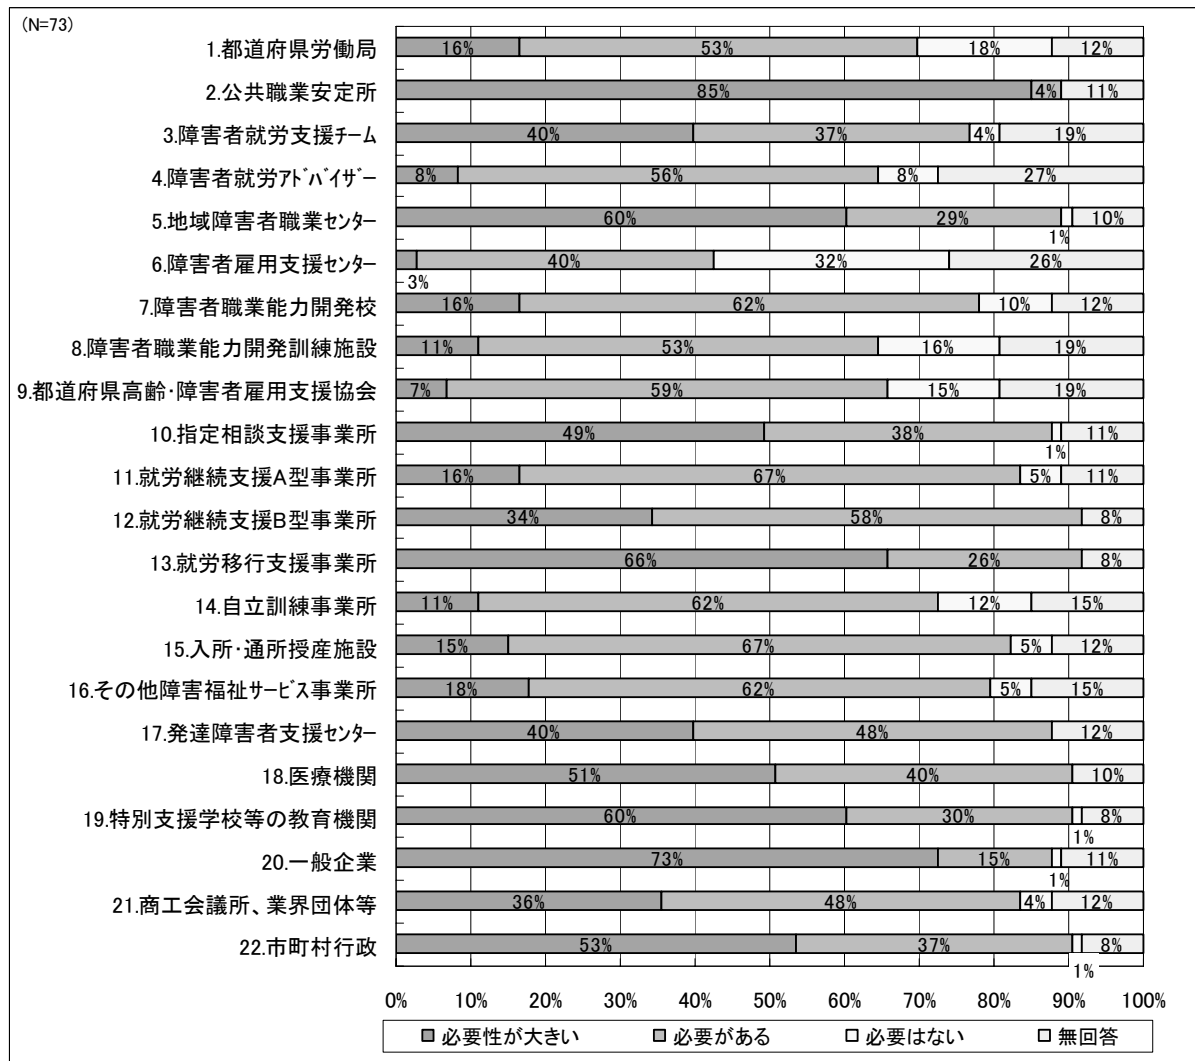 (N=73)
1.都道府県労働局 16% 53% 18% 12%
2.公共職業安定所 85% 4% 11%
3.障害者就労支援ﾁｰﾑ 40% 37% 4% 19%
4.障害者就労ｱﾄﾞﾊﾞｲｻﾞｰ 8% 56% 8% 27%
5.地域障害者職業ｾﾝﾀｰ 60% 29% 10%
1%
6.障害者雇用支援センター 40% 32% 26%
3%
7.障害者職業能力開発校 16% 62% 10% 12%
8.障害者職業能力開発訓練施設 11% 53% 16% 19%
9.都道府県高齢･障害者雇用支援協会 7% 59% 15% 19%
10.指定相談支援事業所 49% 38% 11%
1%
11.就労継続支援A型事業所 16% 67% 5% 11%
12.就労継続支援B型事業所 34% 58% 8%
13.就労移行支援事業所 66% 26% 8%
14.自立訓練事業所 11% 62% 12% 15%
15.入所･通所授産施設 15% 67% 5% 12%
16.その他障害福祉ｻｰﾋﾞｽ事業所 18% 62% 5% 15%
17.発達障害者支援ｾﾝﾀｰ 40% 48% 12%
18.医療機関 51% 40% 10%
19.特別支援学校等の教育機関 60% 30% 8%
1%
20.一般企業 73% 15% 11%
1%
21.商工会議所、業界団体等 36% 48% 4% 12%
22.市町村行政 53% 37% 8%
1%
0% 10% 20% 30% 40% 50% 60% 70% 80% 90% 100%
必要性が大きい 必要がある 必要はない 無回答